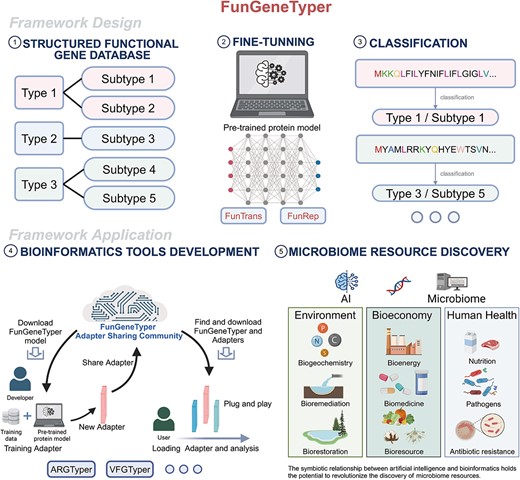 FunGeneTyper
Framework Design
1 STRUCTURED FUNCTIONAL
GENE DATABASE
Type 1
Subtype 1
Subtype 2
Type 2
Subtype 3
Type 3
Subtype 4
Subtype 5
2 FINE-TUNNING
Pre-trained protein model
FunTrans
FunRep
3 CLASSIFICATION
MKKQLFILYFNIFLIFLGIGLV...
classification
Type 1 / Subtype 1
MYAMLRRKYQHYEWTSVN...
classification
Type 3 / Subtype 5
Framework Application
4 BIOINFORMATICS TOOLS DEVELOPMENT
FunGeneTyper
Adapter Sharing Community
Download
FunGeneTyper
model
Find and download
FunGeneTyper and
Adapters
Share Adapter
Developer
New Adapter
Plug and play
Training
data
Pre-trained
protein model
Training Adapter
User
Loading
Adapter and analysis
ARGTyper
VFGTyper
5 MICROBIOME RESOURCE DISCOVERY
AI
Microbiome
Environment
P
N
C
S
Biogeochemistry
Bioremediation
Biorestoration
Bioeconomy
Bioenergy
Biomedicine
Bioresource
Human Health
Nutrition
Pathogens
Antibiotic resistance
The symbiotic relationship between artificial intelligence and bioinformatics holds
the potential to revolutionize the discovery of microbiome resources.